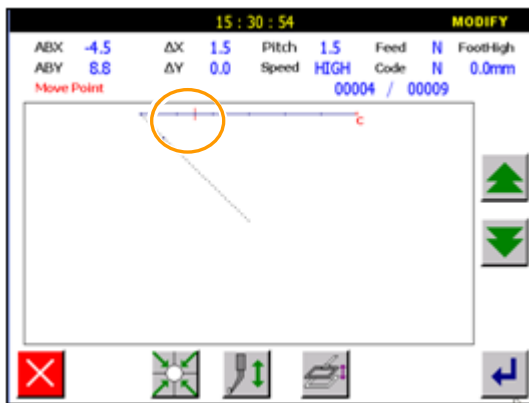 15 : 30 : 54 MODIFY
ABX -4.5 ΔX 1.5 Pitch 1.5 Feed N FootHigh
ABY 8.8 ΔY 0.0 Speed HIGH Code N 0.0mm
Move Point 00004 / 00009
C